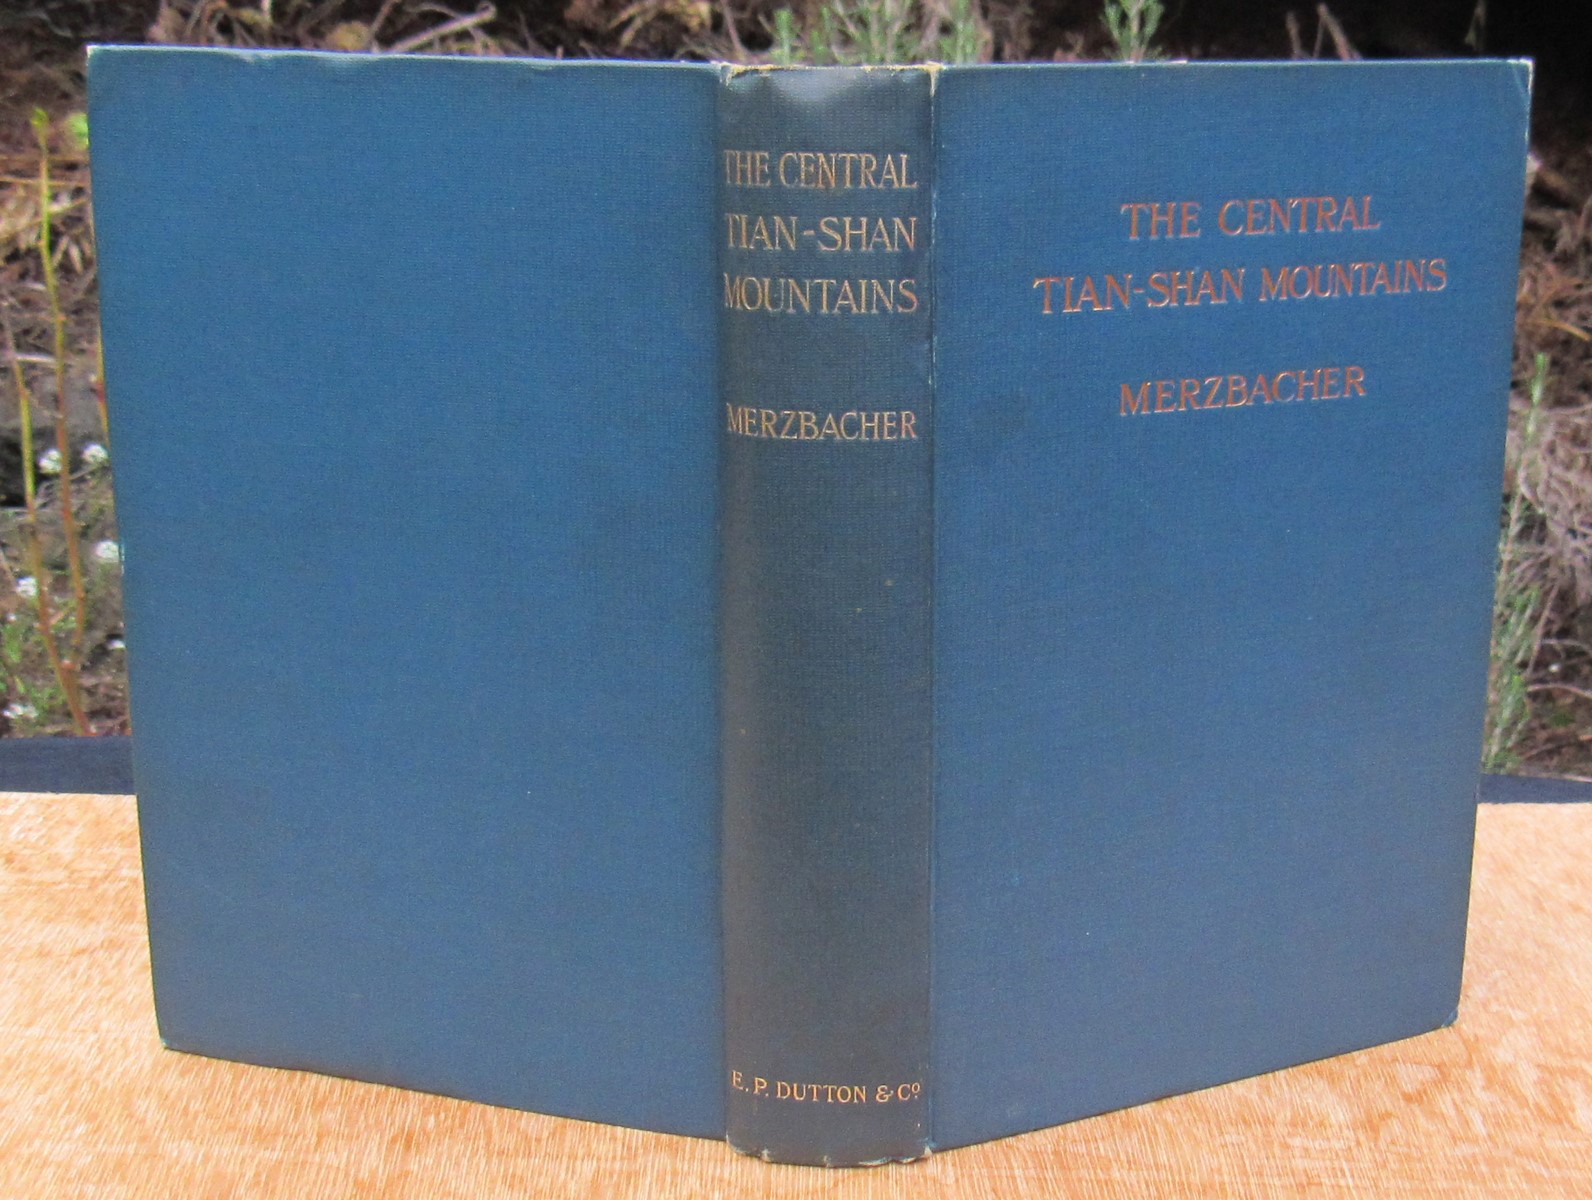 THE CENTRAL
TIAN-SHAN
MOUNTAINS
MERZBACHER
E. P. DUTTON & Cº
THE CENTRAL
TIAN-SHAN MOUNTAINS
MERZBACHER